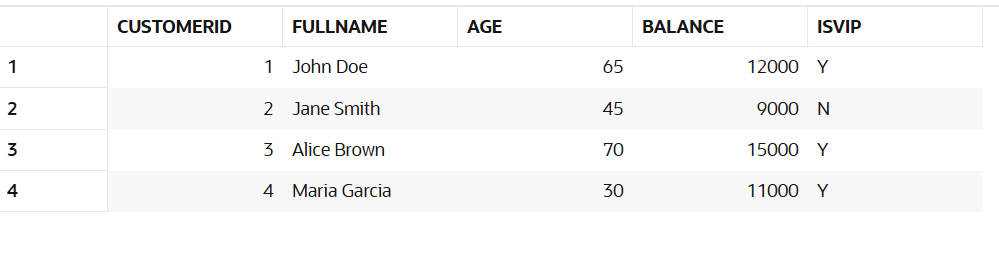 CUSTOMERID FULLNAME AGE BALANCE ISVIP
1 1 John Doe 65 12000 Y
2 2 Jane Smith 45 9000 N
3 3 Alice Brown 70 15000 Y
4 4 Maria Garcia 30 11000 Y